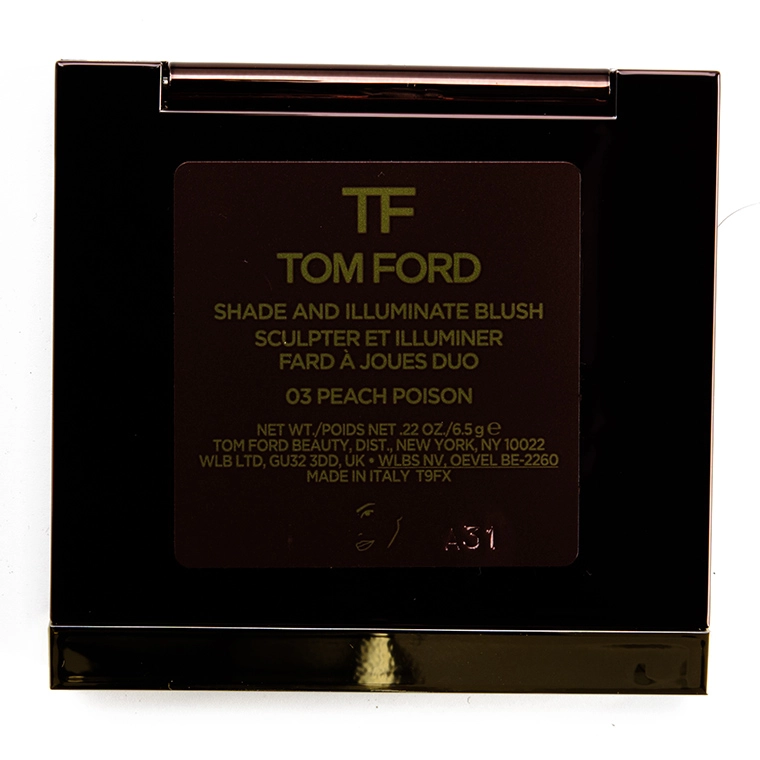 TF
TOM FORD
SHADE AND ILLUMINATE BLUSH
SCULPTER ET ILLUMINER
FARD À JOUES DUO
03 PEACH POISON
NET WT./POIDS NET .22 OZ./6.5 g ℮
TOM FORD BEAUTY, DIST., NEW YORK, NY 10022
WLB LTD, GU32 3DD, UK • WLBS NV, OEVEL BE-2260
MADE IN ITALY T9FX
A31